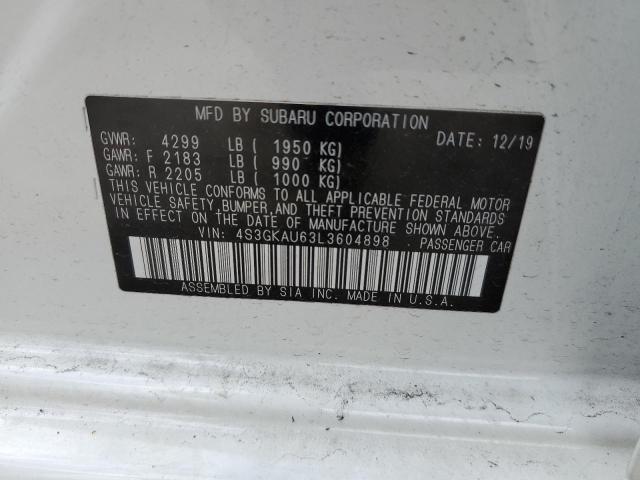 MFD BY SUBARU CORPORATION
GVWR: 4299 LB ( 1950 KG) DATE: 12/19
GAWR: F 2183 LB ( 990 KG)
GAWR: R 2205 LB ( 1000 KG)
THIS VEHICLE CONFORMS TO ALL APPLICABLE FEDERAL MOTOR
VEHICLE SAFETY, BUMPER, AND THEFT PREVENTION STANDARDS
IN EFFECT ON THE DATE OF MANUFACTURE SHOWN ABOVE.
VIN: 4S3GKAU63L3604898 PASSENGER CAR
ASSEMBLED BY SIA INC. MADE IN U.S.A.